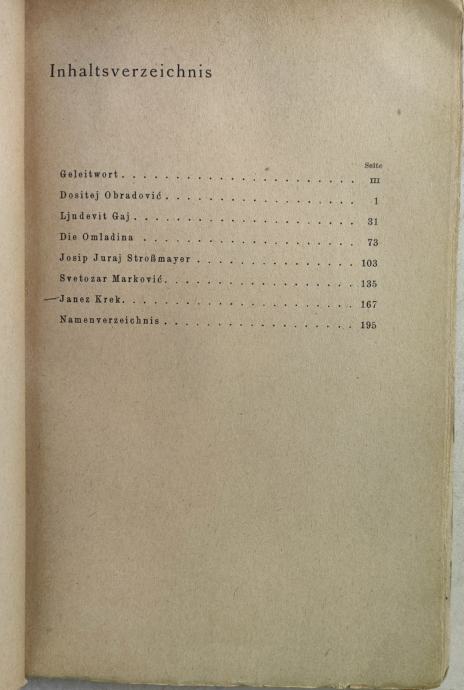 Inhaltsverzeichnis
Seite
Geleitwort . . . . . . . . . . . . . . . . . . . . . . . III
Dositej Obradović . . . . . . . . . . . . . . . . . . . 1
Ljudevit Gaj . . . . . . . . . . . . . . . . . . . . . . 31
Die Omladina . . . . . . . . . . . . . . . . . . . . . 73
Josip Juraj Stroßmayer . . . . . . . . . . . . . . . . 103
Svetozar Marković . . . . . . . . . . . . . . . . . . . 135
Janez Krek . . . . . . . . . . . . . . . . . . . . . . . 167
Namenverzeichnis . . . . . . . . . . . . . . . . . . . 195